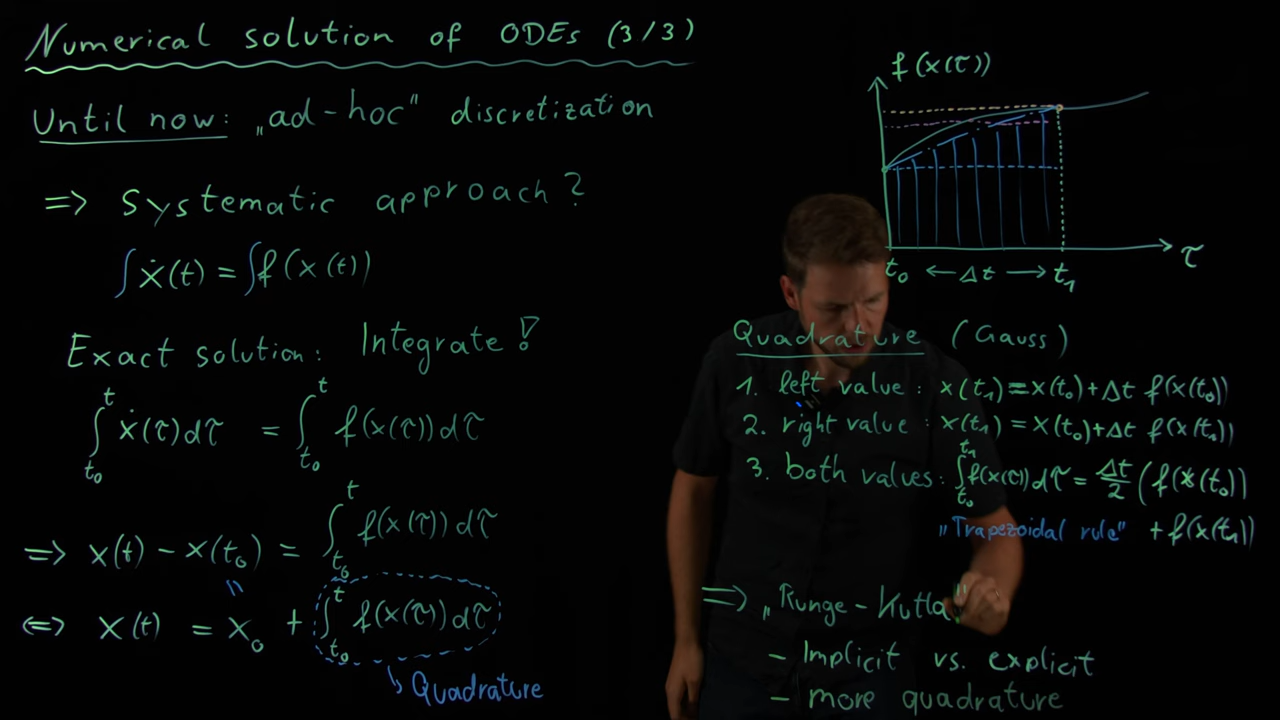 Numerical solution of ODEs (3/3)
Until now: „ad-hoc" discretization
=> Systematic approach?
∫ẋ(t) = ∫f(x(t))
Exact solution: Integrate!
∫_{t₀}^{t} ẋ(τ)dτ = ∫_{t₀}^{t} f(x(τ))dτ
=> x(t) - x(t₀) = ∫_{t₀}^{t} f(x(τ))dτ
<=> x(t) = x₀ + ∫_{t₀}^{t} f(x(τ))dτ
Quadrature
f(x(τ))
τ
t₀ <— Δt —> t₁
Quadrature (Gauss)
1. left value: x(t₁) = x(t₀) + Δt f(x(t₀))
2. right value: x(t₁) = x(t₀) + Δt f(x(t₁))
3. both values: ∫_{t₀}^{t₁} f(x(τ))dτ = Δt/2 (f(x(t₀))
„Trapezoidal rule" + f(x(t₁))
=> „Runge-Kutta"
- Implicit vs. explicit
- more quadrature